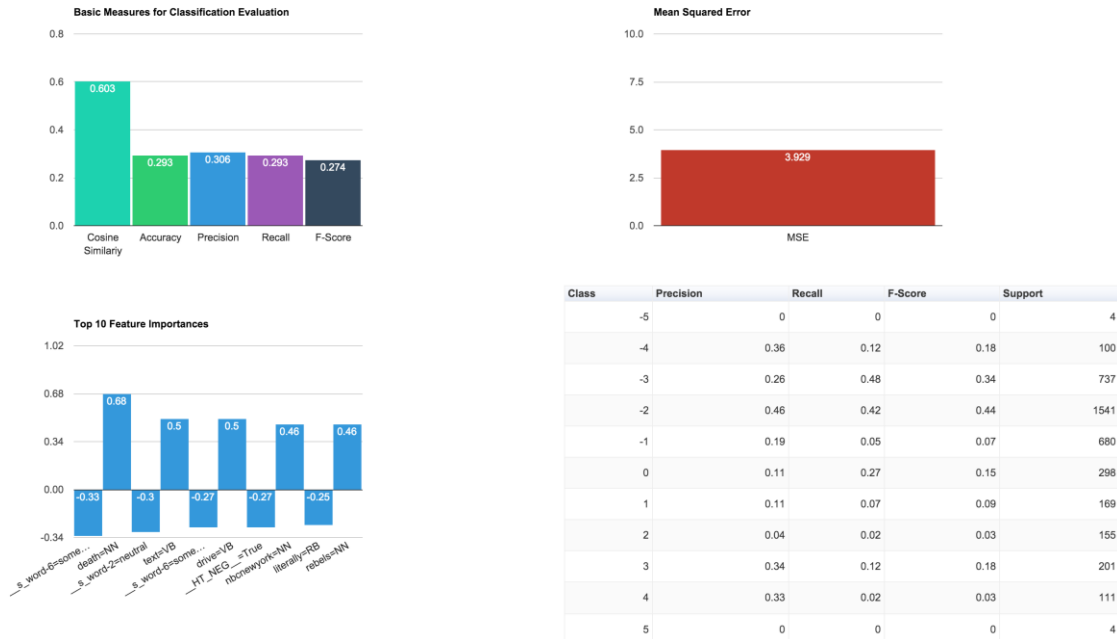 Basic Measures for Classification Evaluation
0.8
0.6
0.4
0.2
0.0
0.603
0.293
0.306
0.293
0.274
Cosine
Similariy
Accuracy
Precision
Recall
F-Score
Mean Squared Error
10.0
7.5
5.0
2.5
0.0
3.929
MSE
Top 10 Feature Importances
1.02
0.68
0.34
0.00
-0.34
-0.33
0.68
-0.3
0.5
-0.27
0.5
-0.27
0.46
-0.25
0.46
__s_word-6=some...
death=NN
__s_word-2=neutral
text=VB
__s_word-6=some...
drive=VB
__HT_NEG__=True
nbcnewyork=NN
literally=RB
rebels=NN
Class Precision Recall F-Score Support
-5 0 0 0 4
-4 0.36 0.12 0.18 100
-3 0.26 0.48 0.34 737
-2 0.46 0.42 0.44 1541
-1 0.19 0.05 0.07 680
0 0.11 0.27 0.15 298
1 0.11 0.07 0.09 169
2 0.04 0.02 0.03 155
3 0.34 0.12 0.18 201
4 0.33 0.02 0.03 111
5 0 0 0 4